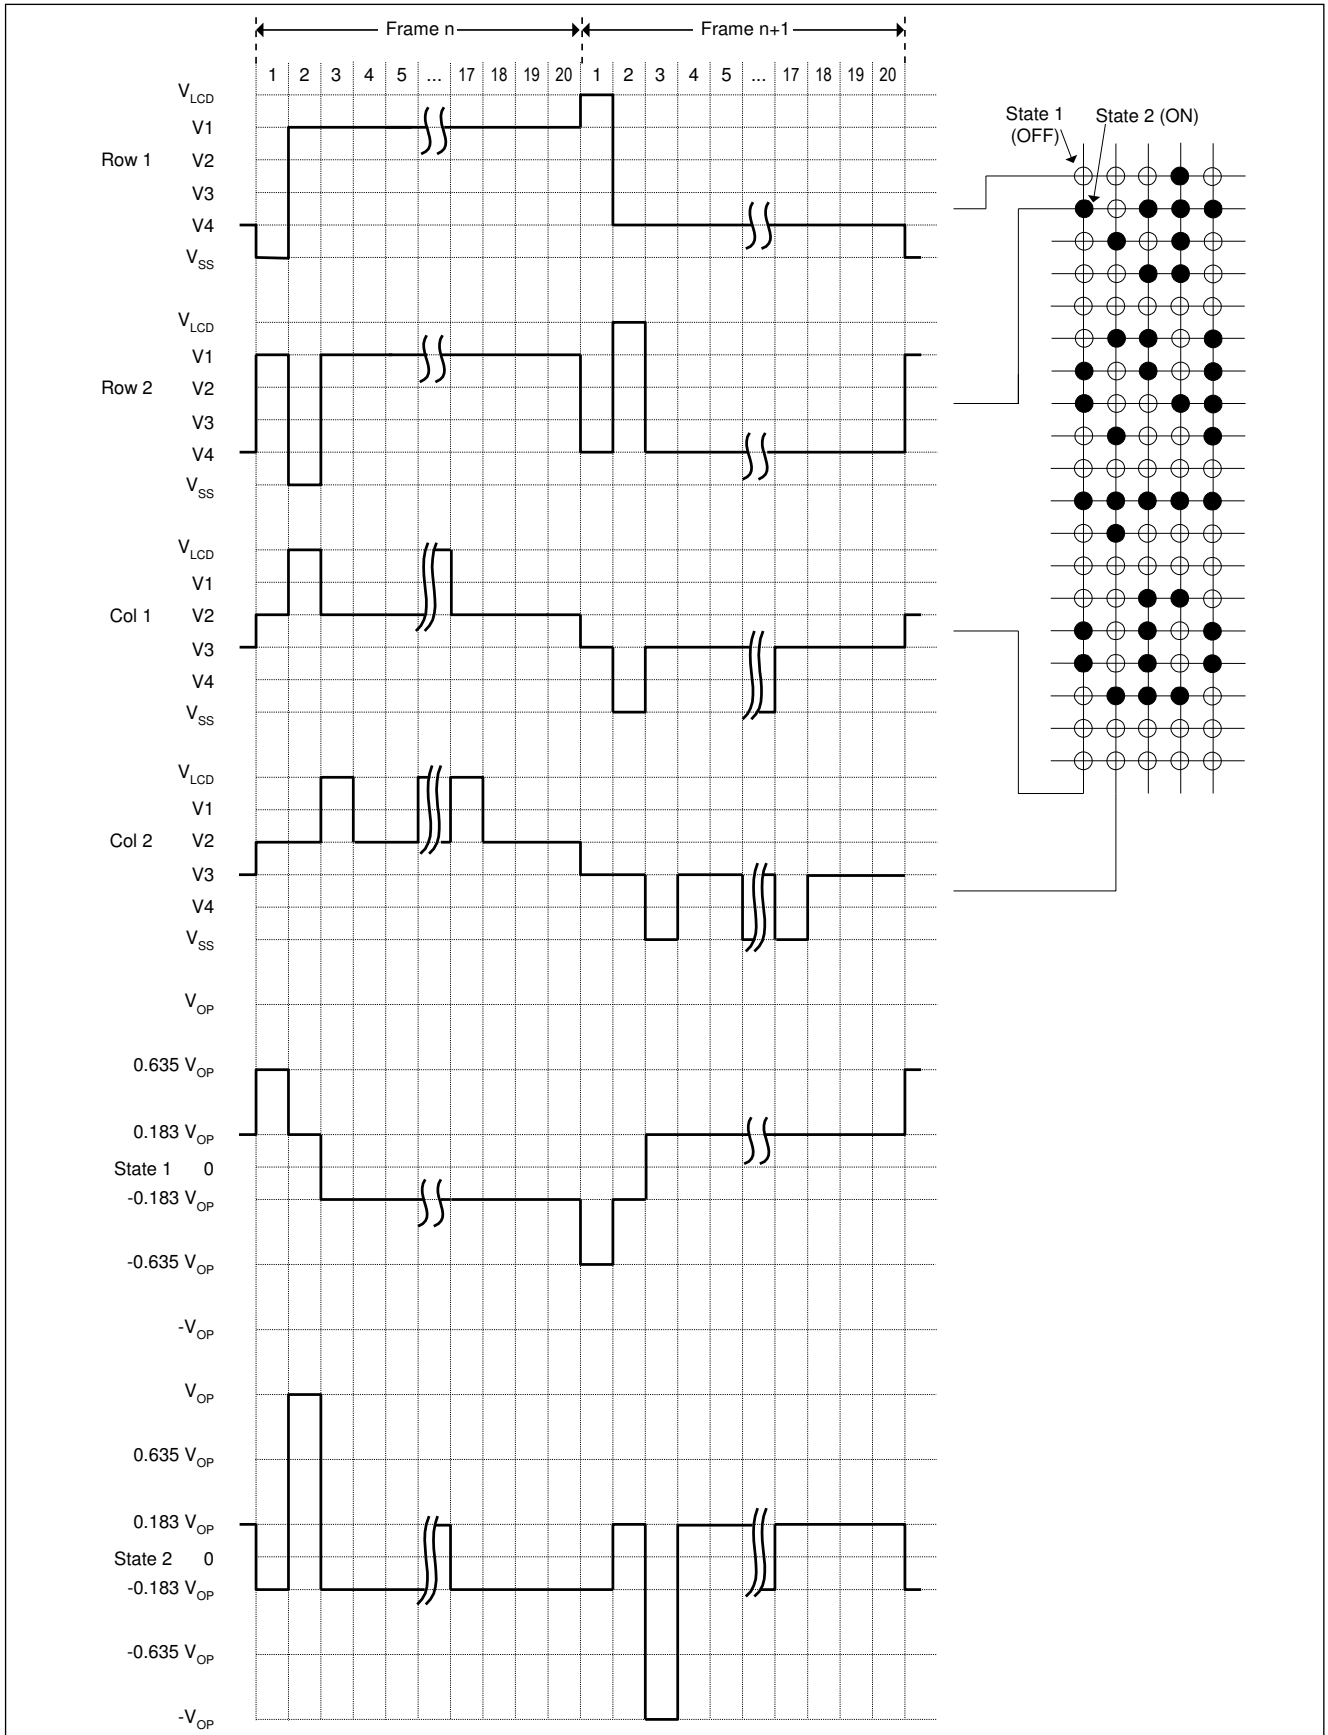 Frame n Frame n+1
1 2 3 4 5 ... 17 18 19 20 1 2 3 4 5 ... 17 18 19 20
V_LCD
V1
Row 1 V2
V3
V4
V_SS
State 1 (OFF)
State 2 (ON)
V_LCD
V1
Row 2 V2
V3
V4
V_SS
V_LCD
V1
Col 1 V2
V3
V4
V_SS
V_LCD
V1
Col 2 V2
V3
V4
V_SS
V_OP
0.635 V_OP
0.183 V_OP
State 1 0
-0.183 V_OP
-0.635 V_OP
-V_OP
V_OP
0.635 V_OP
0.183 V_OP
State 2 0
-0.183 V_OP
-0.635 V_OP
-V_OP